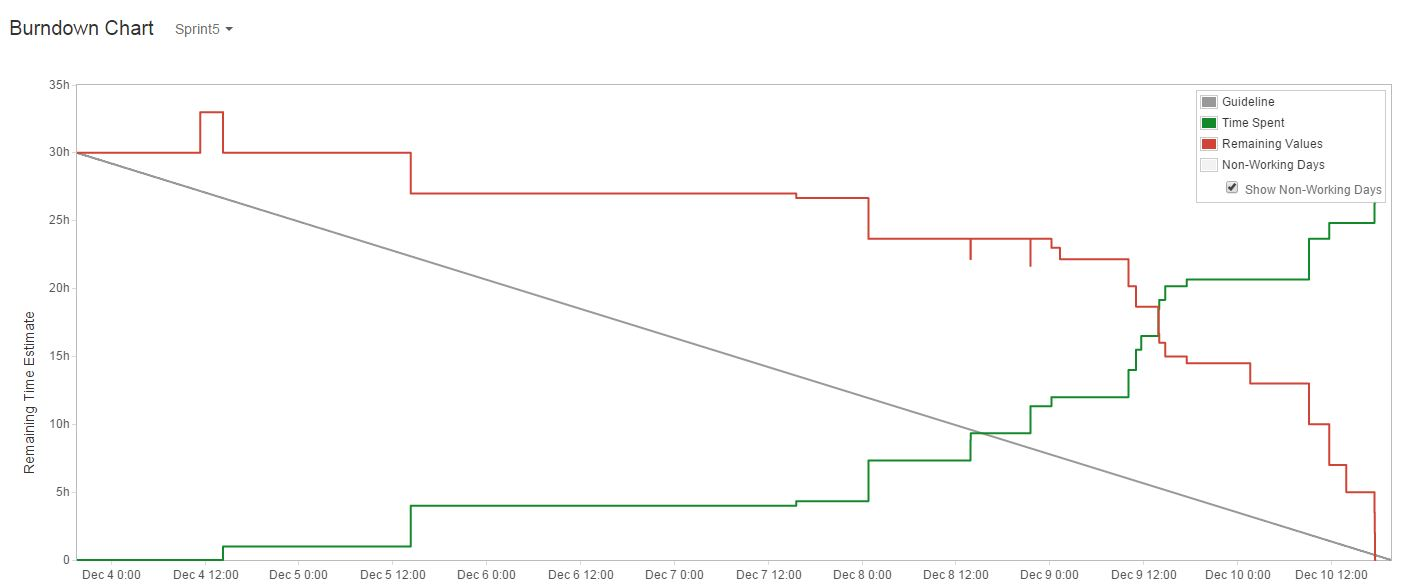 Burndown Chart Sprint5
35h
30h
25h
20h
15h
10h
5h
0
Remaining Time Estimate
Guideline
Time Spent
Remaining Values
Non-Working Days
Show Non-Working Days
Dec 4 0:00 Dec 4 12:00 Dec 5 0:00 Dec 5 12:00 Dec 6 0:00 Dec 6 12:00 Dec 7 0:00 Dec 7 12:00 Dec 8 0:00 Dec 8 12:00 Dec 9 0:00 Dec 9 12:00 Dec 10 0:00 Dec 10 12:00